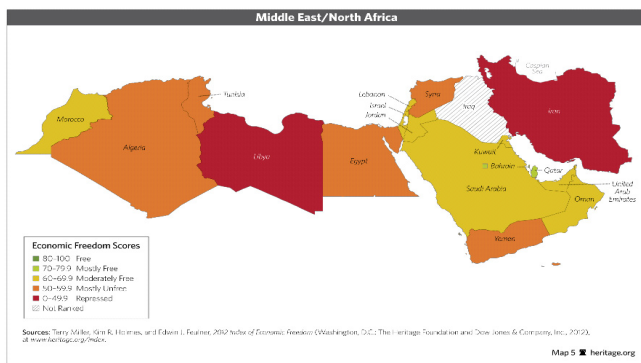 Middle East/North Africa
Caspian Sea
Tunisia
Lebanon
Syria
Israel
Iraq
Iran
Jordan
Morocco
Algeria
Libya
Egypt
Kuwait
Bahrain
Qatar
Saudi Arabia
United Arab Emirates
Oman
Yemen
Economic Freedom Scores
80-100 Free
70-79.9 Mostly Free
60-69.9 Moderately Free
50-59.9 Mostly Unfree
0-49.9 Repressed
Not Ranked
Sources: Terry Miller, Kim R. Holmes, and Edwin J. Feulner, 2012 Index of Economic Freedom (Washington, D.C.: The Heritage Foundation and Dow Jones & Company, Inc., 2012),
at www.heritage.org/index.
Map 5 heritage.org